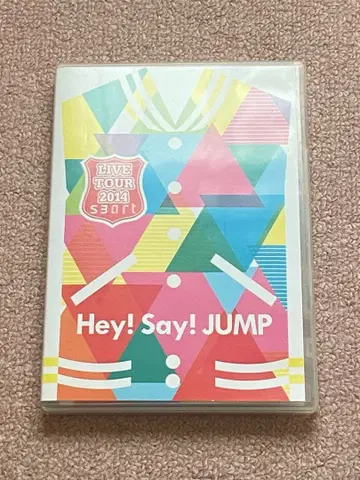 LIVE
TOUR
2014
smart
Hey! Say! JUMP